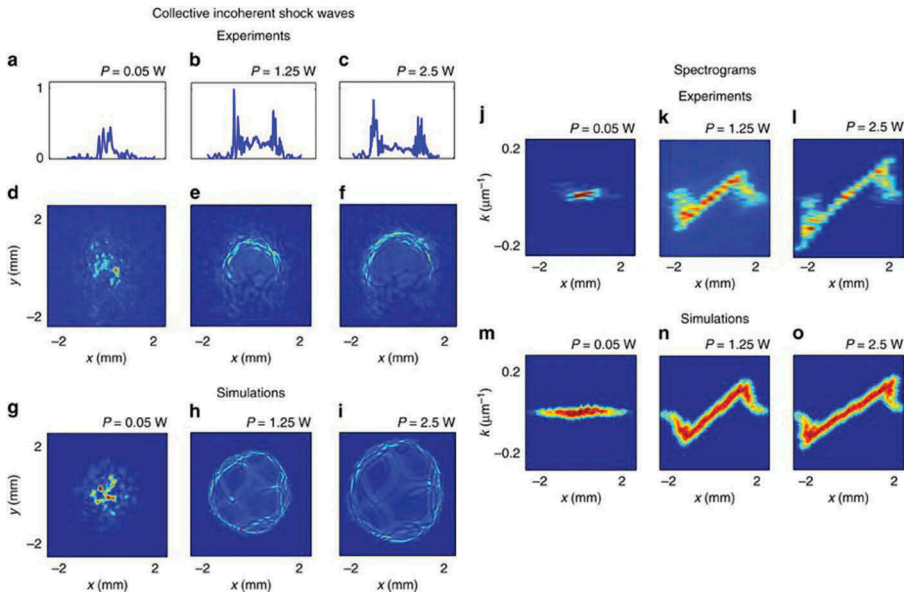 Collective incoherent shock waves
Experiments
a b c
P = 0.05 W P = 1.25 W P = 2.5 W
1
0
d e f
2
−2
y (mm)
−2 2 −2 2 −2 2
x (mm) x (mm) x (mm)
Simulations
g h i
P = 0.05 W P = 1.25 W P = 2.5 W
2
−2
y (mm)
−2 2 −2 2 −2 2
x (mm) x (mm) x (mm)
Spectrograms
Experiments
j k l
P = 0.05 W P = 1.25 W P = 2.5 W
0.2
−0.2
k (μm⁻¹)
−2 2 −2 2 −2 2
x (mm) x (mm) x (mm)
Simulations
m n o
P = 0.05 W P = 1.25 W P = 2.5 W
0.2
−0.2
k (μm⁻¹)
−2 2 −2 2 −2 2
x (mm) x (mm) x (mm)